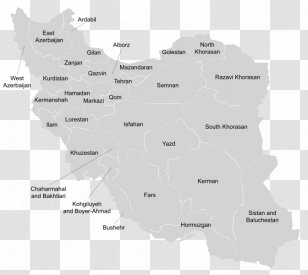 Ardabil
East
Azerbaijan
Gilan
Alborz
Mazandaran
Golestan
North
Khorasan
Zanjan
Qazvin
Tehran
West
Azerbaijan
Kurdistan
Semnan
Razavi Khorasan
Hamadan
Kermanshah
Markazi
Qom
Ilam
Lorestan
Isfahan
South Khorasan
Khuzestan
Yazd
Chaharmahal
and Bakhtiari
Kerman
Fars
Kohgiluyeh
and Boyer-Ahmad
Sistan and
Baluchestan
Bushehr
Hormozgan